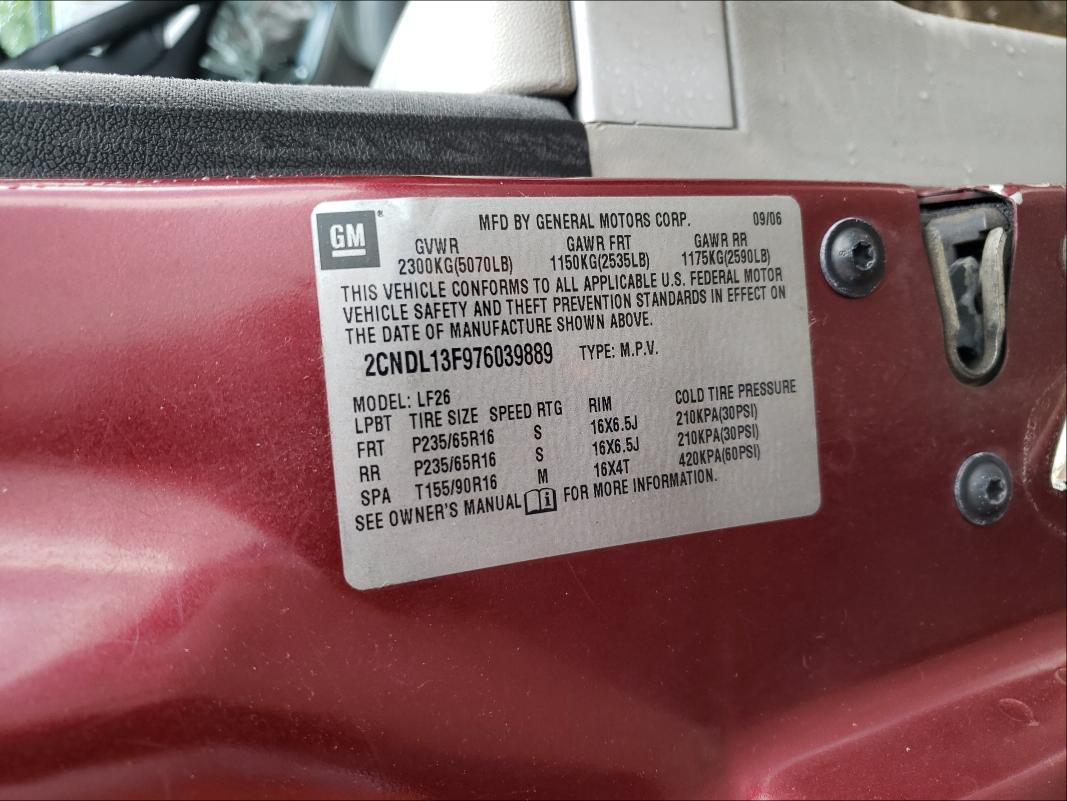 GM
MFD BY GENERAL MOTORS CORP. 09/06
GVWR GAWR FRT GAWR RR
2300KG(5070LB) 1150KG(2535LB) 1175KG(2590LB)
THIS VEHICLE CONFORMS TO ALL APPLICABLE U.S. FEDERAL MOTOR
VEHICLE SAFETY AND THEFT PREVENTION STANDARDS IN EFFECT ON
THE DATE OF MANUFACTURE SHOWN ABOVE.
2CNDL13F976039889 TYPE: M.P.V.
MODEL: LF26
LPBT TIRE SIZE SPEED RTG RIM COLD TIRE PRESSURE
FRT P235/65R16 S 16X6.5J 210KPA(30PSI)
RR P235/65R16 S 16X6.5J 210KPA(30PSI)
SPA T155/90R16 M 16X4T 420KPA(60PSI)
SEE OWNER'S MANUAL FOR MORE INFORMATION.